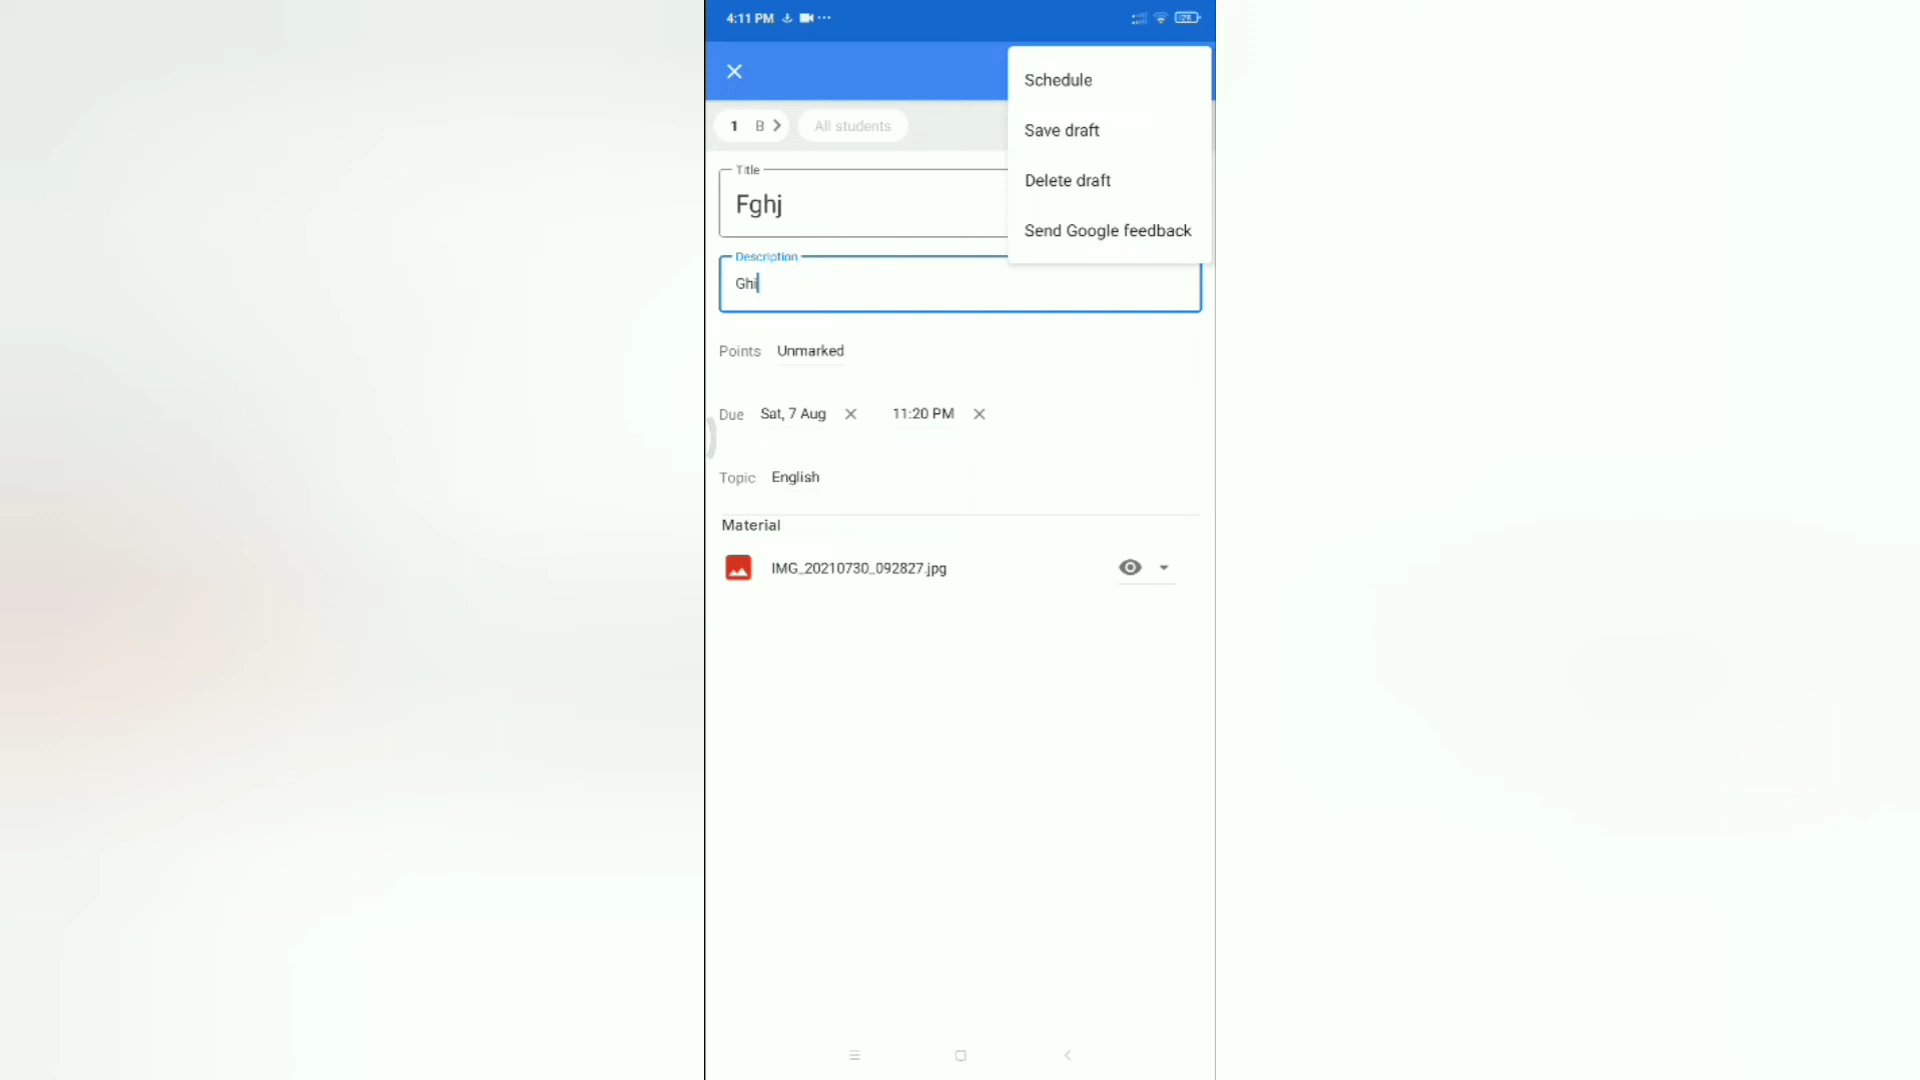 4:11 PM
Schedule
Save draft
Delete draft
Send Google feedback
1 B
All students
Title
Fghj
Description
Ghi
Points Unmarked
Due Sat, 7 Aug 11:20 PM
Topic English
Material
IMG_20210730_092827.jpg